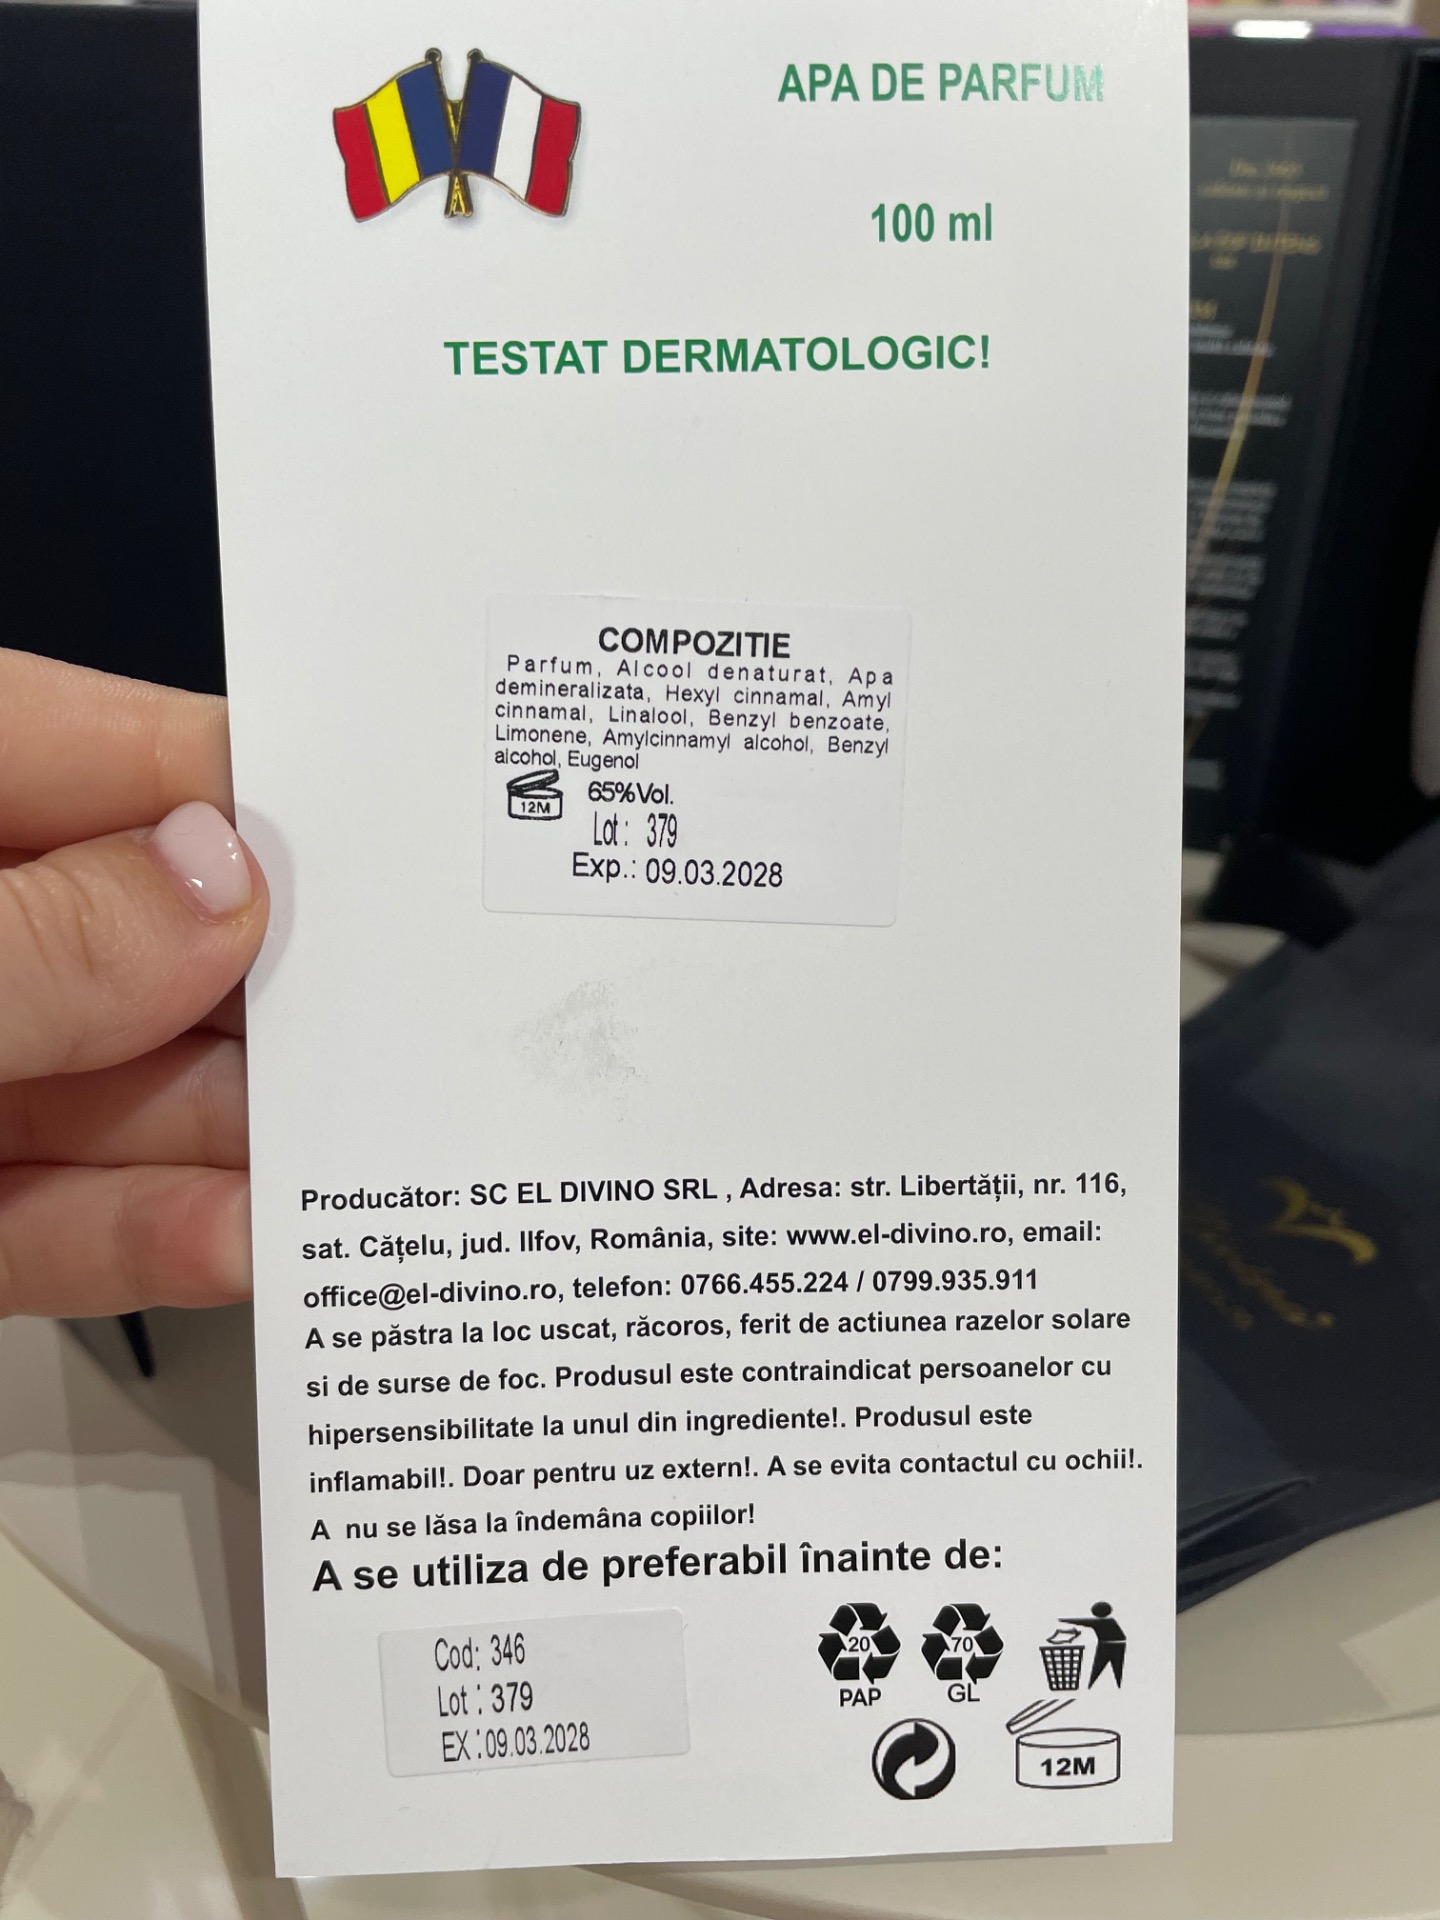 APA DE PARFUM
100 ml
TESTAT DERMATOLOGIC!
COMPOZITIE
Parfum, Alcool denaturat, Apa
demineralizata, Hexyl cinnamal, Amyl
cinnamal, Linalool, Benzyl benzoate,
Limonene, Amylcinnamyl alcohol, Benzyl
alcohol, Eugenol
12M 65%Vol.
Lot: 379
Exp.: 09.03.2028
Producător: SC EL DIVINO SRL , Adresa: str. Libertății, nr. 116,
sat. Cățelu, jud. Ilfov, România, site: www.el-divino.ro, email:
office@el-divino.ro, telefon: 0766.455.224 / 0799.935.911
A se păstra la loc uscat, răcoros, ferit de actiunea razelor solare
si de surse de foc. Produsul este contraindicat persoanelor cu
hipersensibilitate la unul din ingrediente!. Produsul este
inflamabil!. Doar pentru uz extern!. A se evita contactul cu ochii!.
A nu se lăsa la îndemâna copiilor!
A se utiliza de preferabil înainte de:
Cod: 346
Lot : 379
EX :09.03.2028
20 70
PAP GL
12M